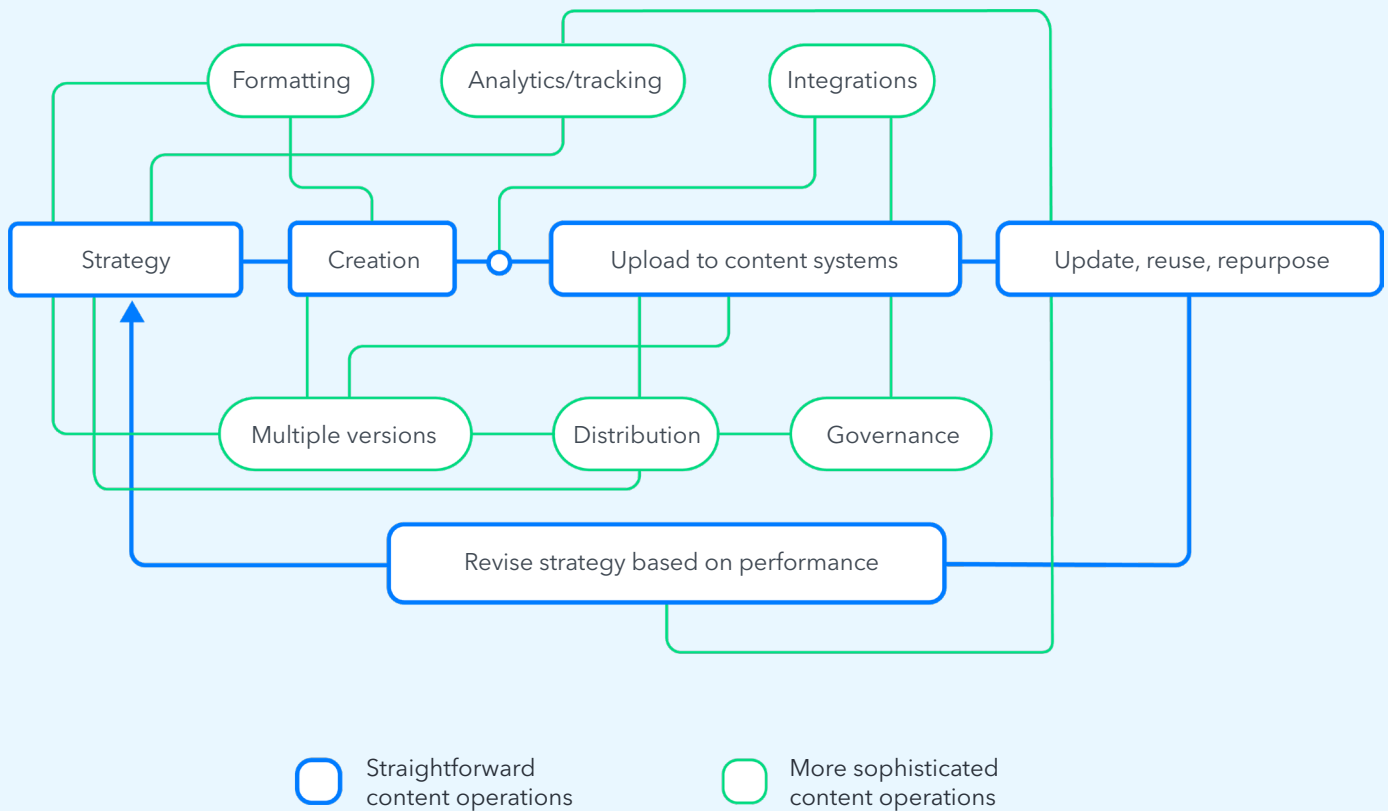 Formatting
Analytics/tracking
Integrations
Strategy
Creation
Upload to content systems
Update, reuse, repurpose
Multiple versions
Distribution
Governance
Revise strategy based on performance
Straightforward
content operations
More sophisticated
content operations